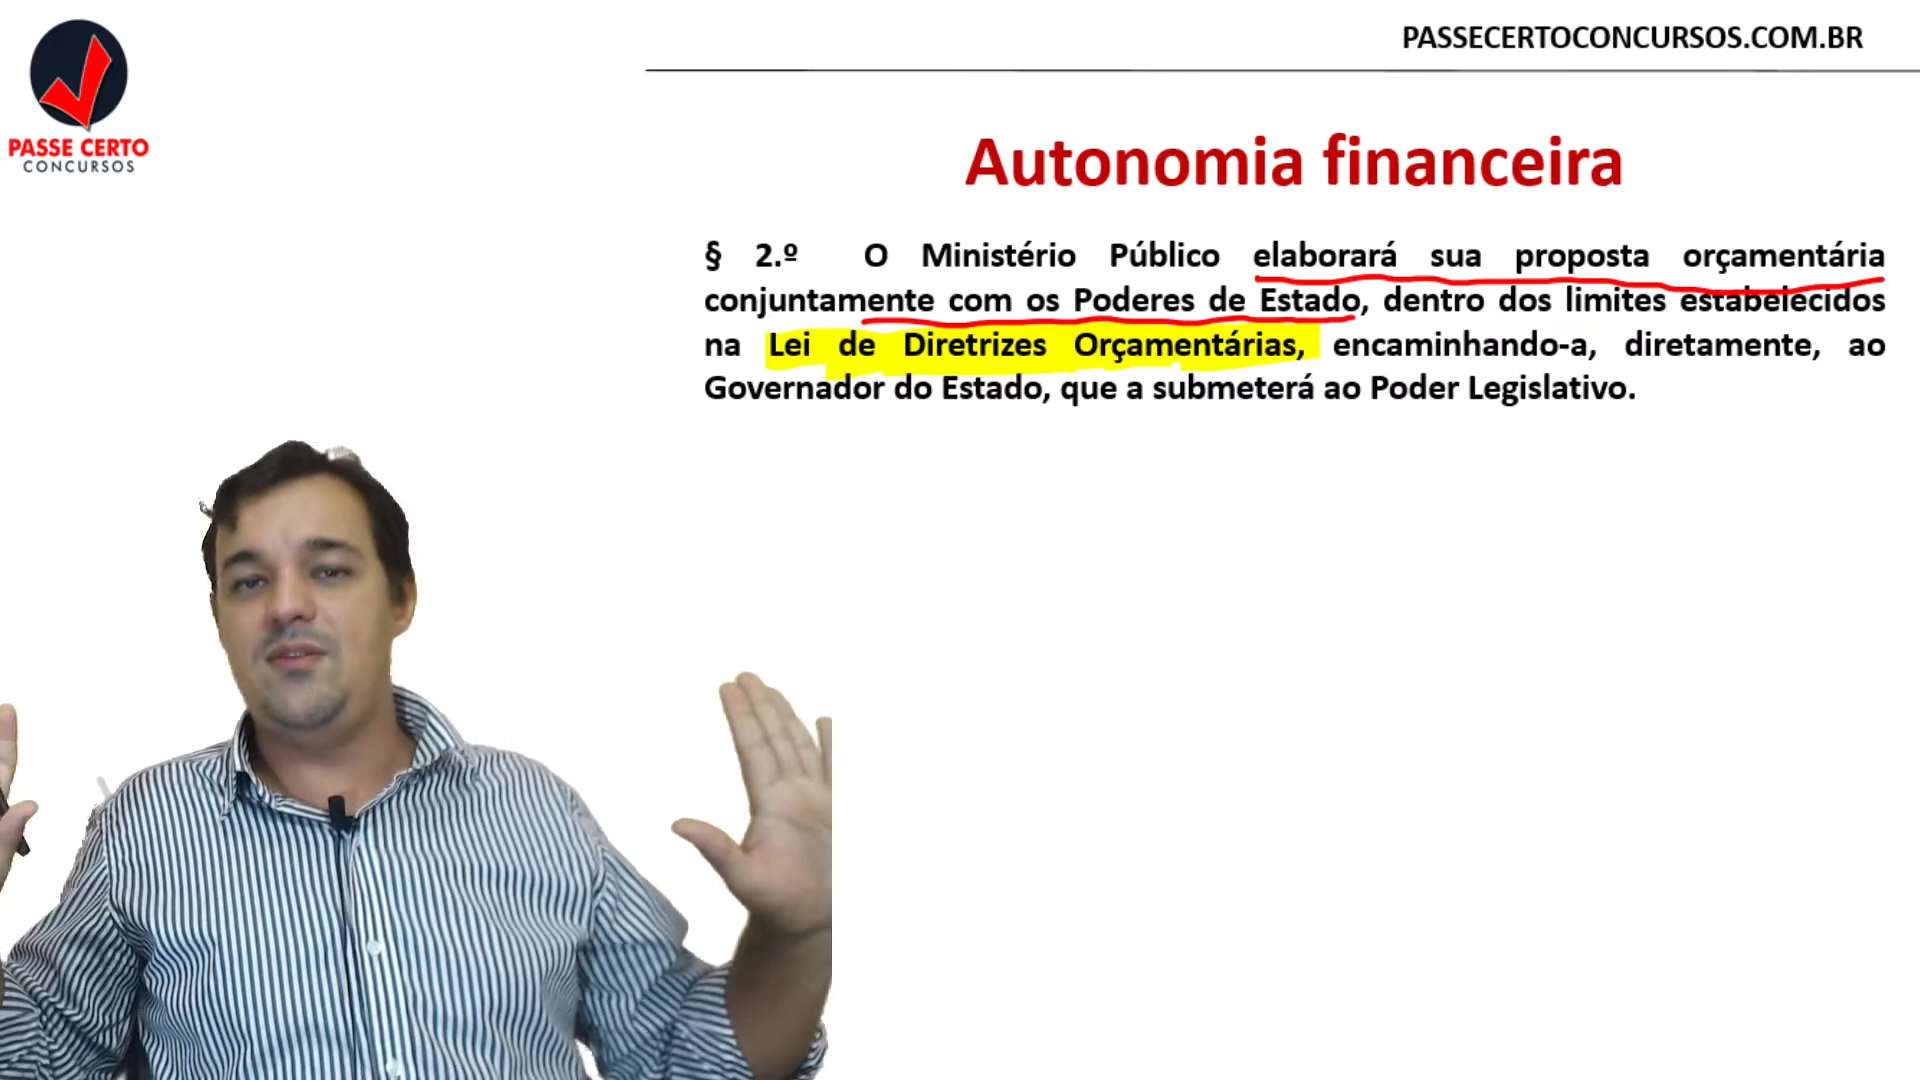 PASSE CERTO
CONCURSOS
PASSECERTOCONCURSOS.COM.BR
Autonomia financeira
§ 2.º O Ministério Público elaborará sua proposta orçamentária
conjuntamente com os Poderes de Estado, dentro dos limites estabelecidos
na Lei de Diretrizes Orçamentárias, encaminhando-a, diretamente, ao
Governador do Estado, que a submeterá ao Poder Legislativo.